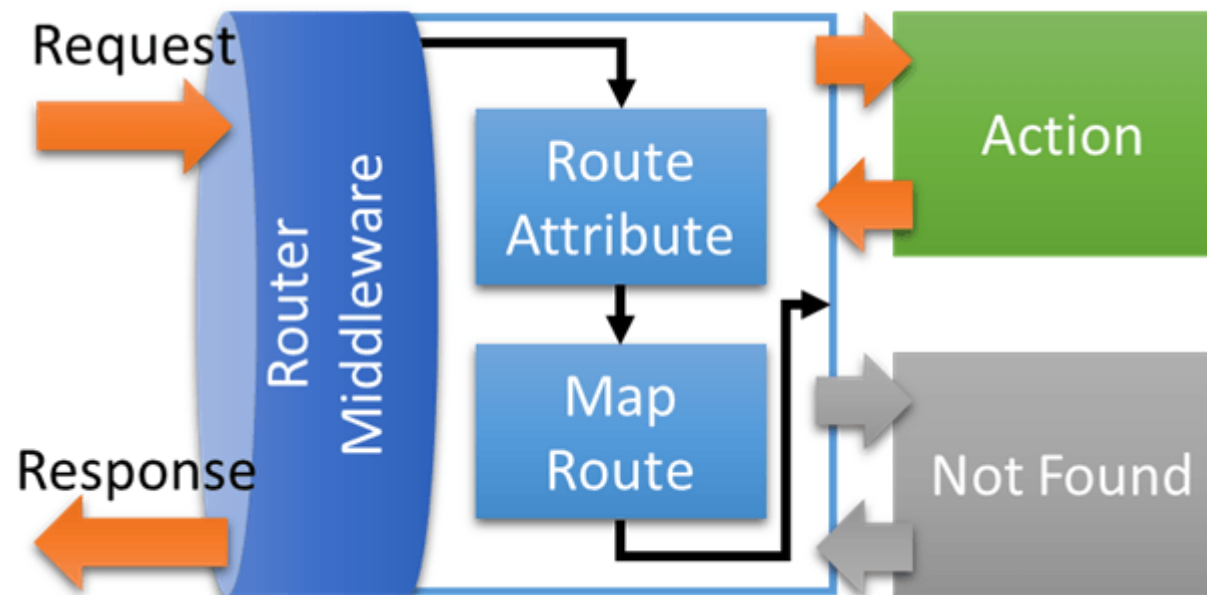 Request
Response
Router
Middleware
Route
Attribute
Map
Route
Action
Not Found